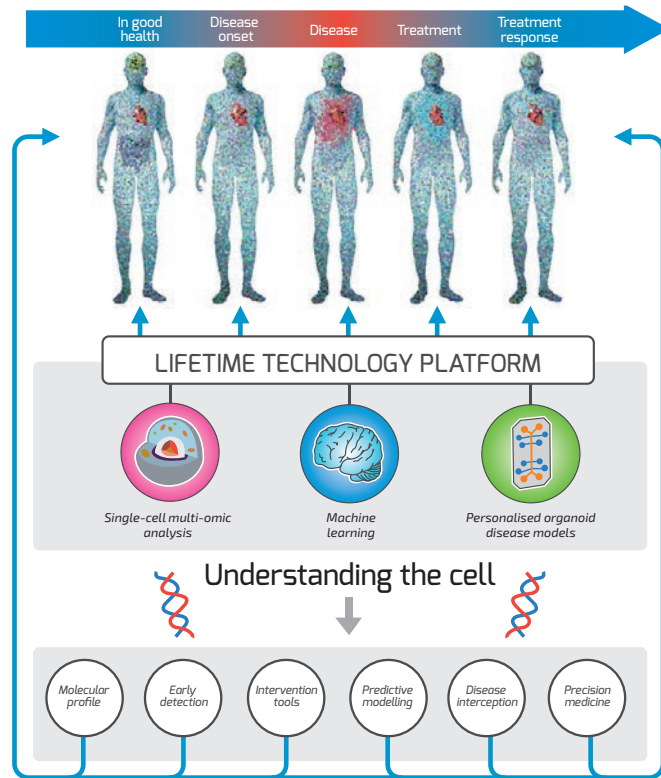 In good
health
Disease
onset
Disease
Treatment
Treatment
response
LIFETIME TECHNOLOGY PLATFORM
Single-cell multi-omic
analysis
Machine
learning
Personalised organoid
disease models
Understanding the cell
Molecular
profile
Early
detection
Intervention
tools
Predictive
modelling
Disease
interception
Precision
medicine